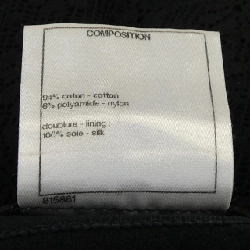 COMPOSITION
94% coton - cotton
6% polyamide - nylon
doublure - lining :
100% soie - silk